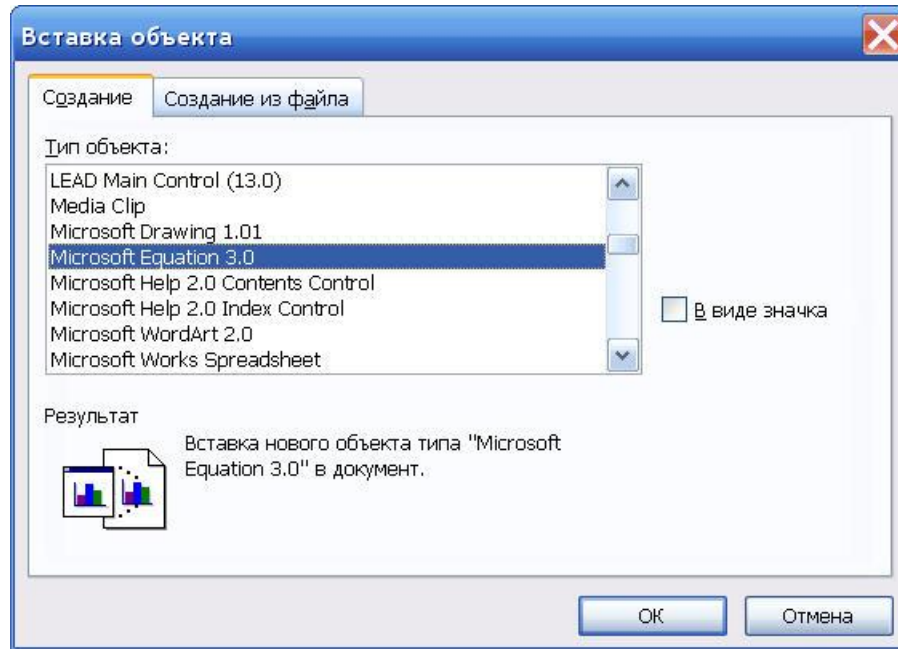 Вставка объекта
Создание
Создание из файла
Тип объекта:
LEAD Main Control (13.0)
Media Clip
Microsoft Drawing 1.01
Microsoft Equation 3.0
Microsoft Help 2.0 Contents Control
Microsoft Help 2.0 Index Control
Microsoft WordArt 2.0
Microsoft Works Spreadsheet
В виде значка
Результат
Вставка нового объекта типа "Microsoft
Equation 3.0" в документ.
ОК
Отмена